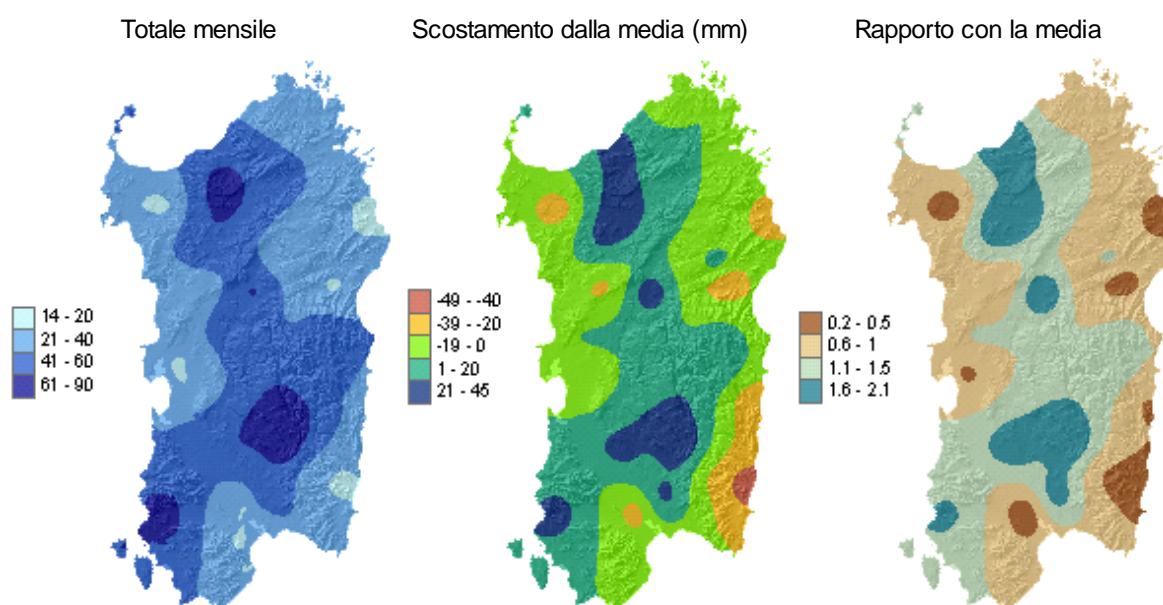 Totale mensile
Scostamento dalla media (mm)
Rapporto con la media
14 - 20
21 - 40
41 - 60
61 - 90
-49 - -40
-39 - -20
-19 - 0
1 - 20
21 - 45
0.2 - 0.5
0.6 - 1
1.1 - 1.5
1.6 - 2.1